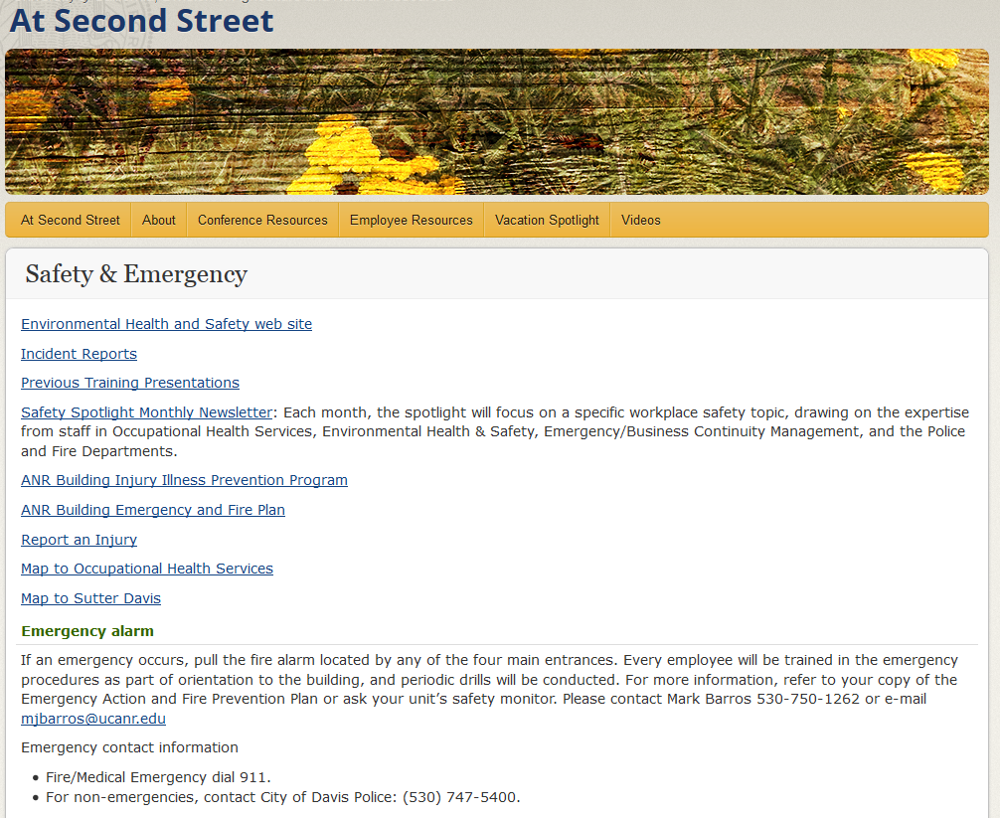 At Second Street
At Second Street About Conference Resources Employee Resources Vacation Spotlight Videos
Safety & Emergency
Environmental Health and Safety web site
Incident Reports
Previous Training Presentations
Safety Spotlight Monthly Newsletter: Each month, the spotlight will focus on a specific workplace safety topic, drawing on the expertise
from staff in Occupational Health Services, Environmental Health & Safety, Emergency/Business Continuity Management, and the Police
and Fire Departments.
ANR Building Injury Illness Prevention Program
ANR Building Emergency and Fire Plan
Report an Injury
Map to Occupational Health Services
Map to Sutter Davis
Emergency alarm
If an emergency occurs, pull the fire alarm located by any of the four main entrances. Every employee will be trained in the emergency
procedures as part of orientation to the building, and periodic drills will be conducted. For more information, refer to your copy of the
Emergency Action and Fire Prevention Plan or ask your unit’s safety monitor. Please contact Mark Barros 530-750-1262 or e-mail
mjbarros@ucanr.edu
Emergency contact information
• Fire/Medical Emergency dial 911.
• For non-emergencies, contact City of Davis Police: (530) 747-5400.